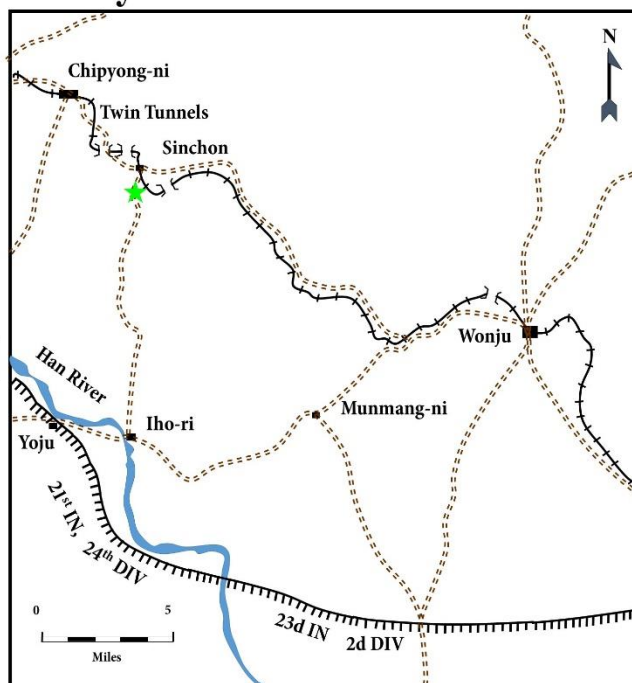 N
Chipyong-ni
Twin Tunnels
Sinchon
Wonju
Han River
Munmang-ni
Iho-ri
Yoju
21st IN, 24th DIV
23d IN 2d DIV
0 5
Miles